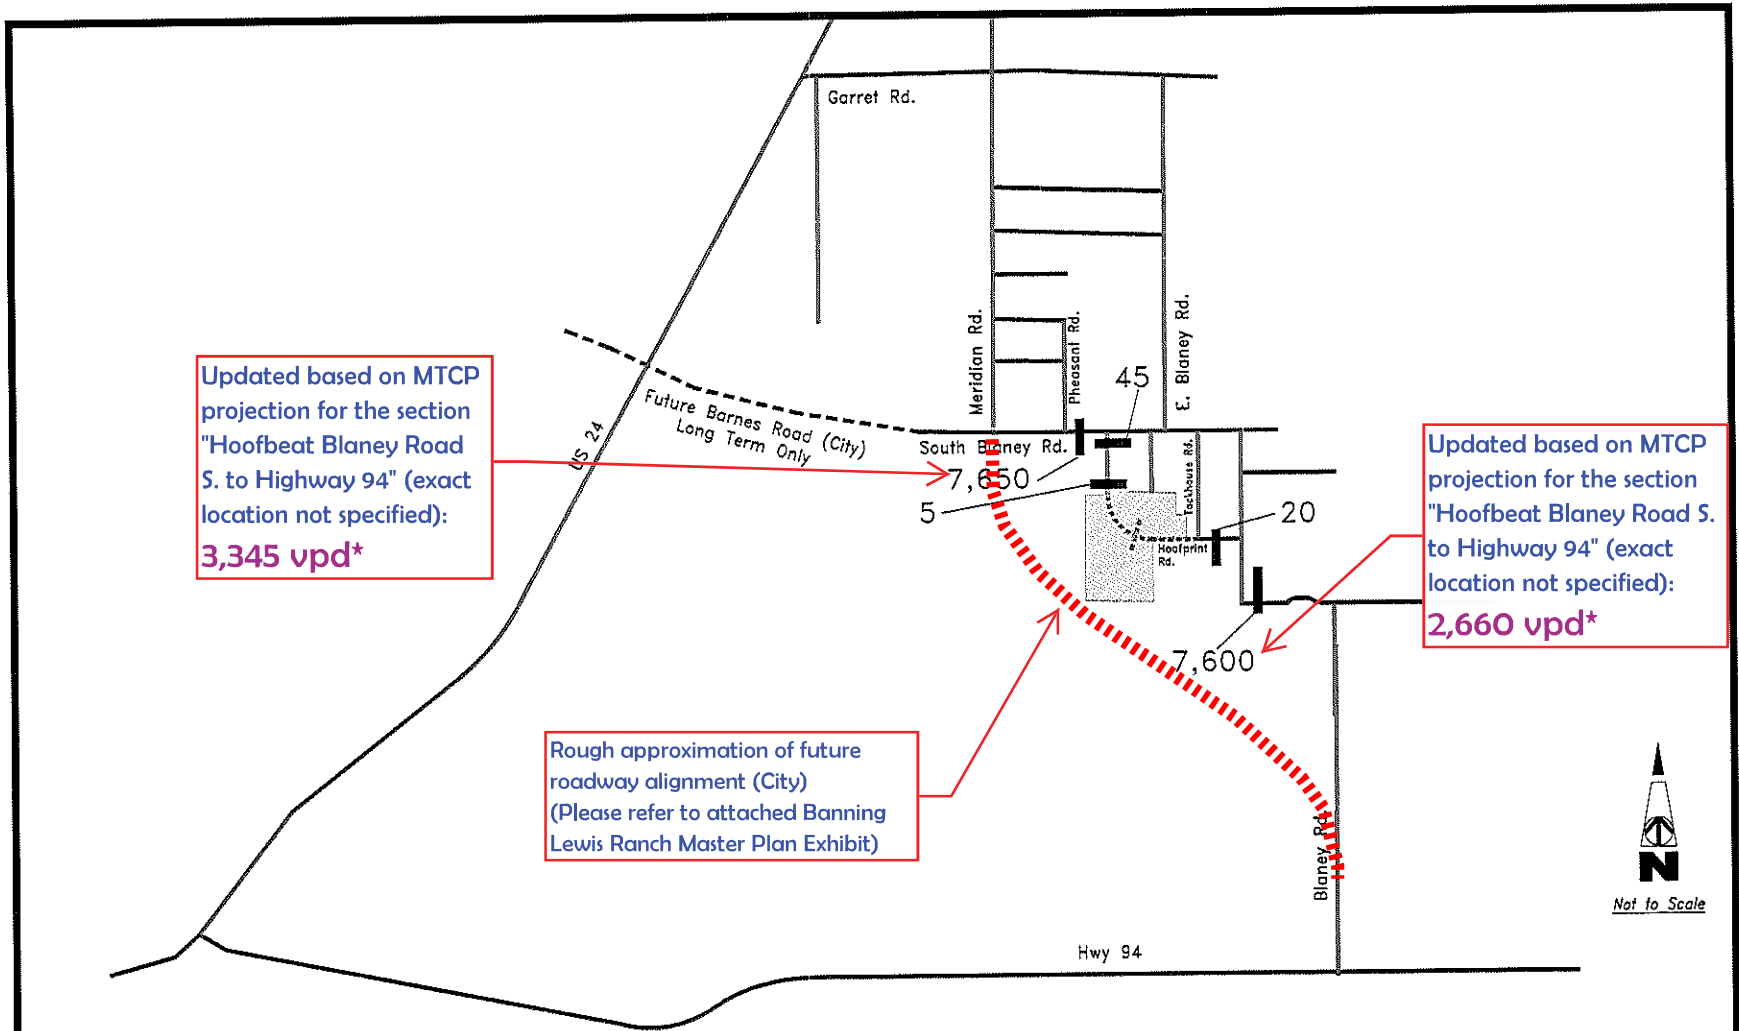 Garret Rd.
Meridian Rd.
Pheasant Rd.
E. Blaney Rd.
45
Updated based on MTCP
projection for the section
"Hoofbeat Blaney Road
S. to Highway 94" (exact
location not specified):
3,345 vpd*
US 24
Future Barnes Road (City)
Long Term Only
South Blaney Rd.
7,650
5
Tackhouse Rd.
20
Hoofprint
Rd.
Updated based on MTCP
projection for the section
"Hoofbeat Blaney Road S.
to Highway 94" (exact
location not specified):
2,660 vpd*
7,600
Rough approximation of future
roadway alignment (City)
(Please refer to attached Banning
Lewis Ranch Master Plan Exhibit)
Blaney Rd.
N
Not to Scale
Hwy 94